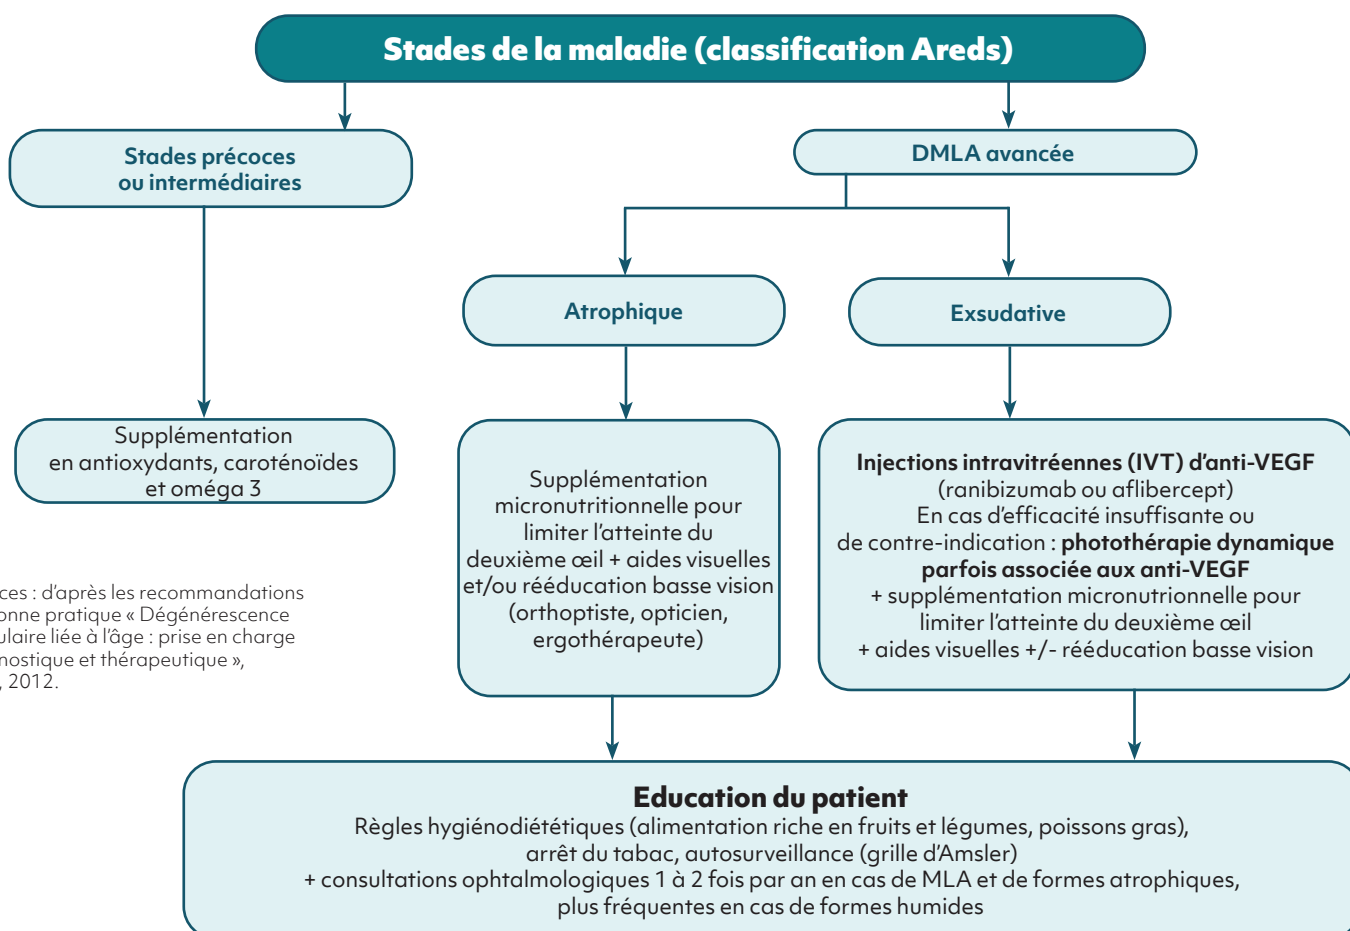 Stades de la maladie (classification Areds)
Stades précoces
ou intermédiaires
DMLA avancée
Atrophique
Exsudative
Supplémentation
en antioxydants, caroténoïdes
et oméga 3
Supplémentation
micronutritionnelle pour
limiter l’atteinte du
deuxième œil + aides visuelles
et/ou rééducation basse vision
(orthoptiste, opticien,
ergothérapeute)
Injections intravitréennes (IVT) d’anti-VEGF
(ranibizumab ou aflibercept)
En cas d’efficacité insuffisante ou
de contre-indication : photothérapie dynamique
parfois associée aux anti-VEGF
+ supplémentation micronutrionnelle pour
limiter l’atteinte du deuxième œil
+ aides visuelles +/- rééducation basse vision
ces : d’après les recommandations
onne pratique « Dégénérescence
ulaire liée à l’âge : prise en charge
nostique et thérapeutique »,
, 2012.
Education du patient
Règles hygiénodiététiques (alimentation riche en fruits et légumes, poissons gras),
arrêt du tabac, autosurveillance (grille d’Amsler)
+ consultations ophtalmologiques 1 à 2 fois par an en cas de MLA et de formes atrophiques,
plus fréquentes en cas de formes humides